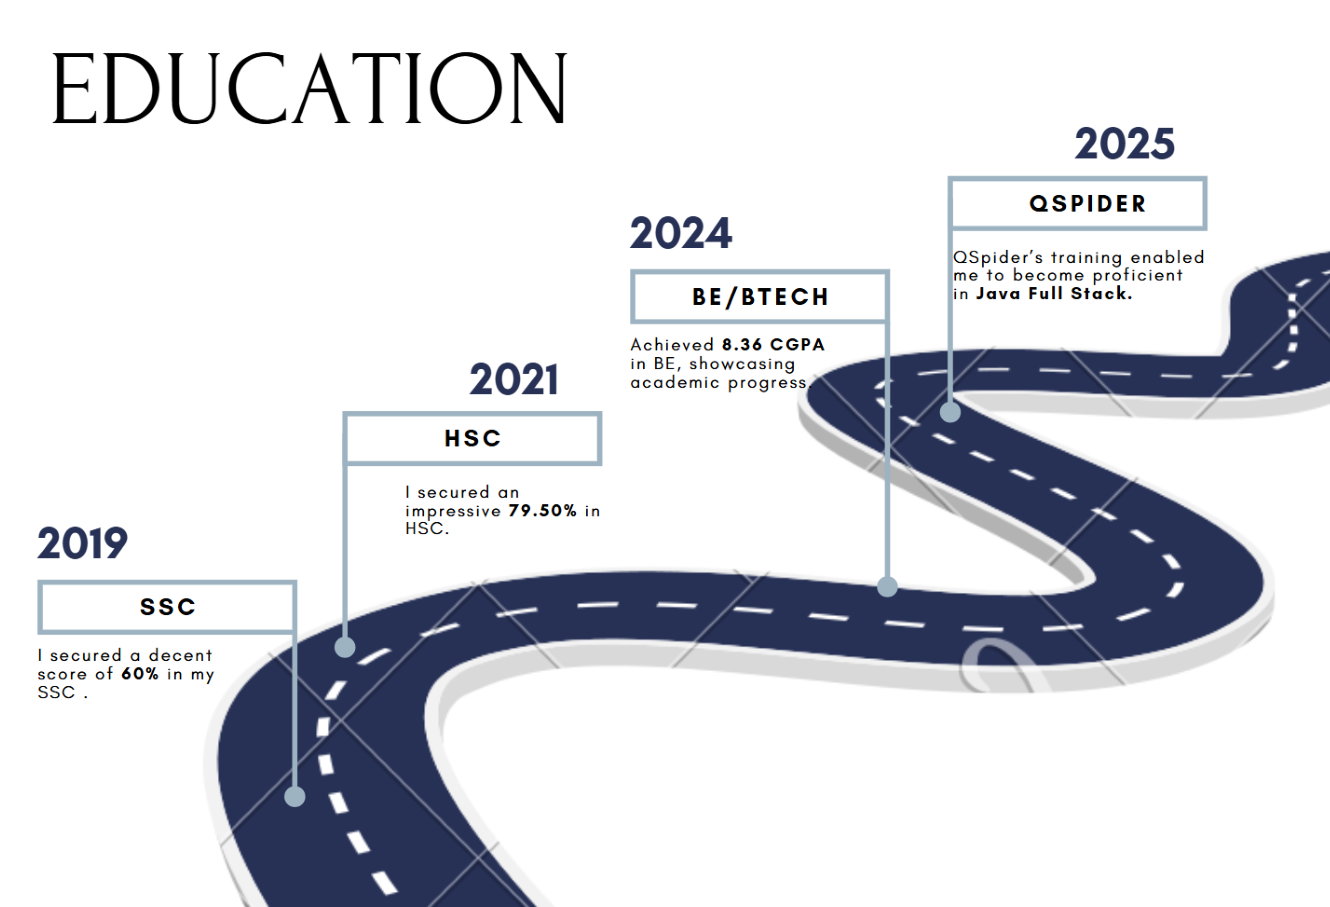 EDUCATION
2025
QSPIDER
QSpider's training enabled
me to become proficient
in Java Full Stack.
2024
BE/BTECH
Achieved 8.36 CGPA
in BE, showcasing
academic progress.
2021
HSC
I secured an
impressive 79.50% in
HSC.
2019
SSC
I secured a decent
score of 60% in my
SSC .